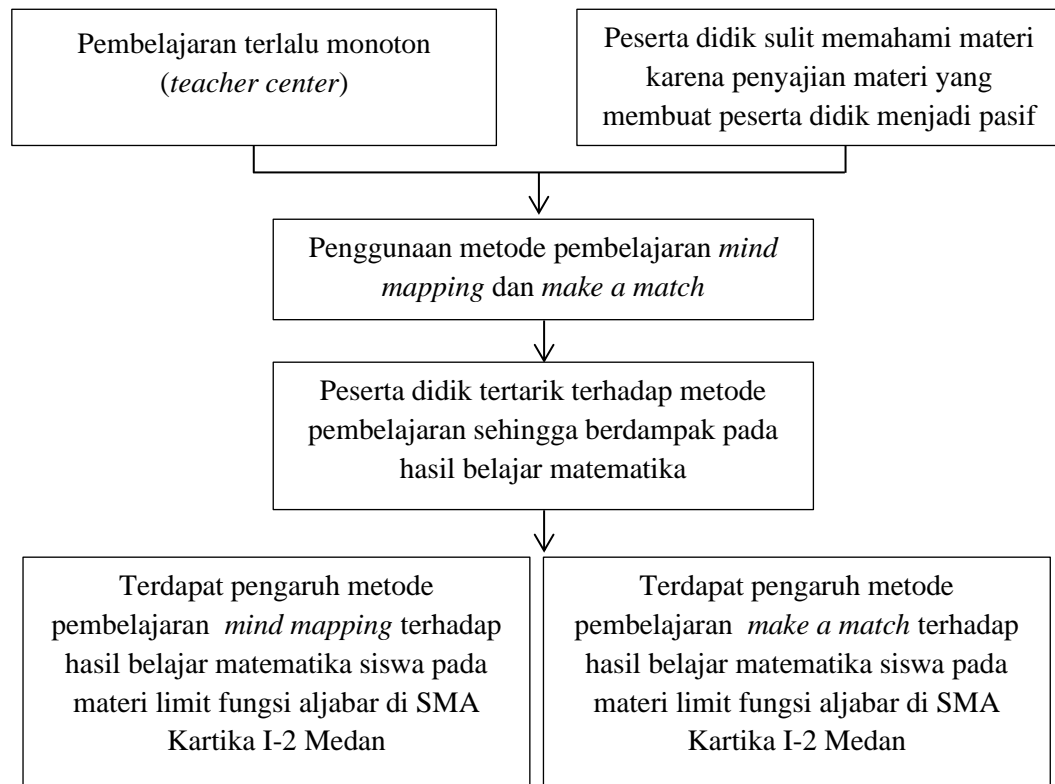 Pembelajaran terlalu monoton
(teacher center)
Peserta didik sulit memahami materi
karena penyajian materi yang
membuat peserta didik menjadi pasif
Penggunaan metode pembelajaran mind
mapping dan make a match
Peserta didik tertarik terhadap metode
pembelajaran sehingga berdampak pada
hasil belajar matematika
Terdapat pengaruh metode
pembelajaran mind mapping terhadap
hasil belajar matematika siswa pada
materi limit fungsi aljabar di SMA
Kartika I-2 Medan
Terdapat pengaruh metode
pembelajaran make a match terhadap
hasil belajar matematika siswa pada
materi limit fungsi aljabar di SMA
Kartika I-2 Medan